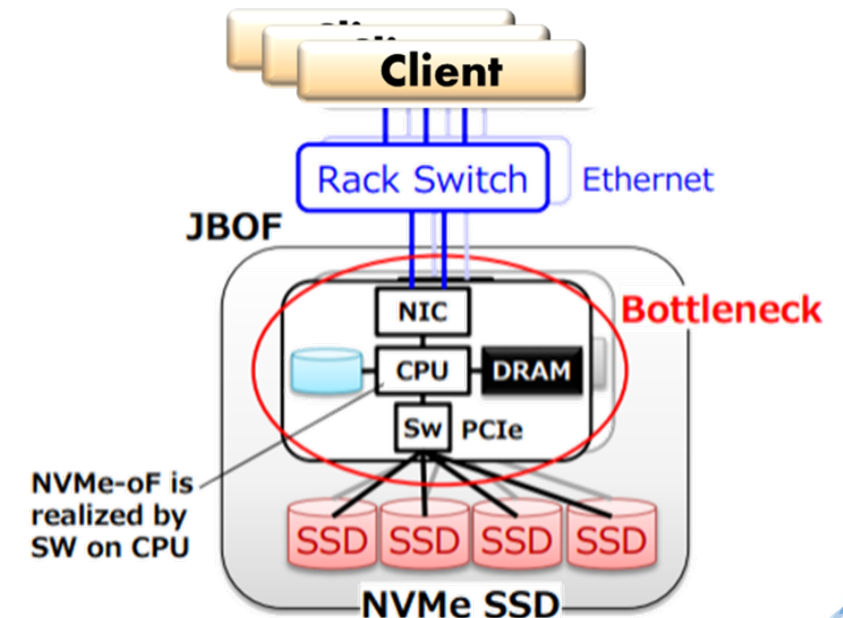 Client
Rack Switch
Ethernet
JBOF
Bottleneck
NIC
CPU
DRAM
Sw
PCIe
NVMe-oF is
realized by
SW on CPU
SSD
SSD
SSD
SSD
NVMe SSD